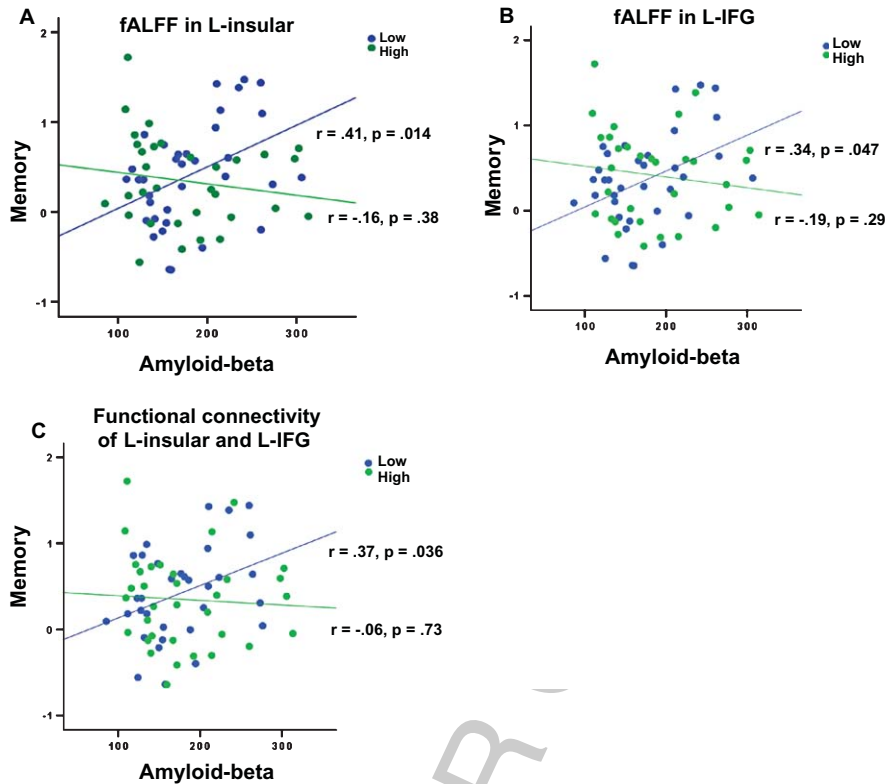 A
fALFF in L-insular
Low
High
2
1
0
-1
Memory
r = .41, p = .014
r = -.16, p = .38
100
200
300
Amyloid-beta
B
fALFF in L-IFG
Low
High
2
1
0
-1
Memory
r = .34, p = .047
r = -.19, p = .29
100
200
300
Amyloid-beta
C
Functional connectivity
of L-insular and L-IFG
Low
High
2
1
0
-1
Memory
r = .37, p = .036
r = -.06, p = .73
100
200
300
Amyloid-beta
R